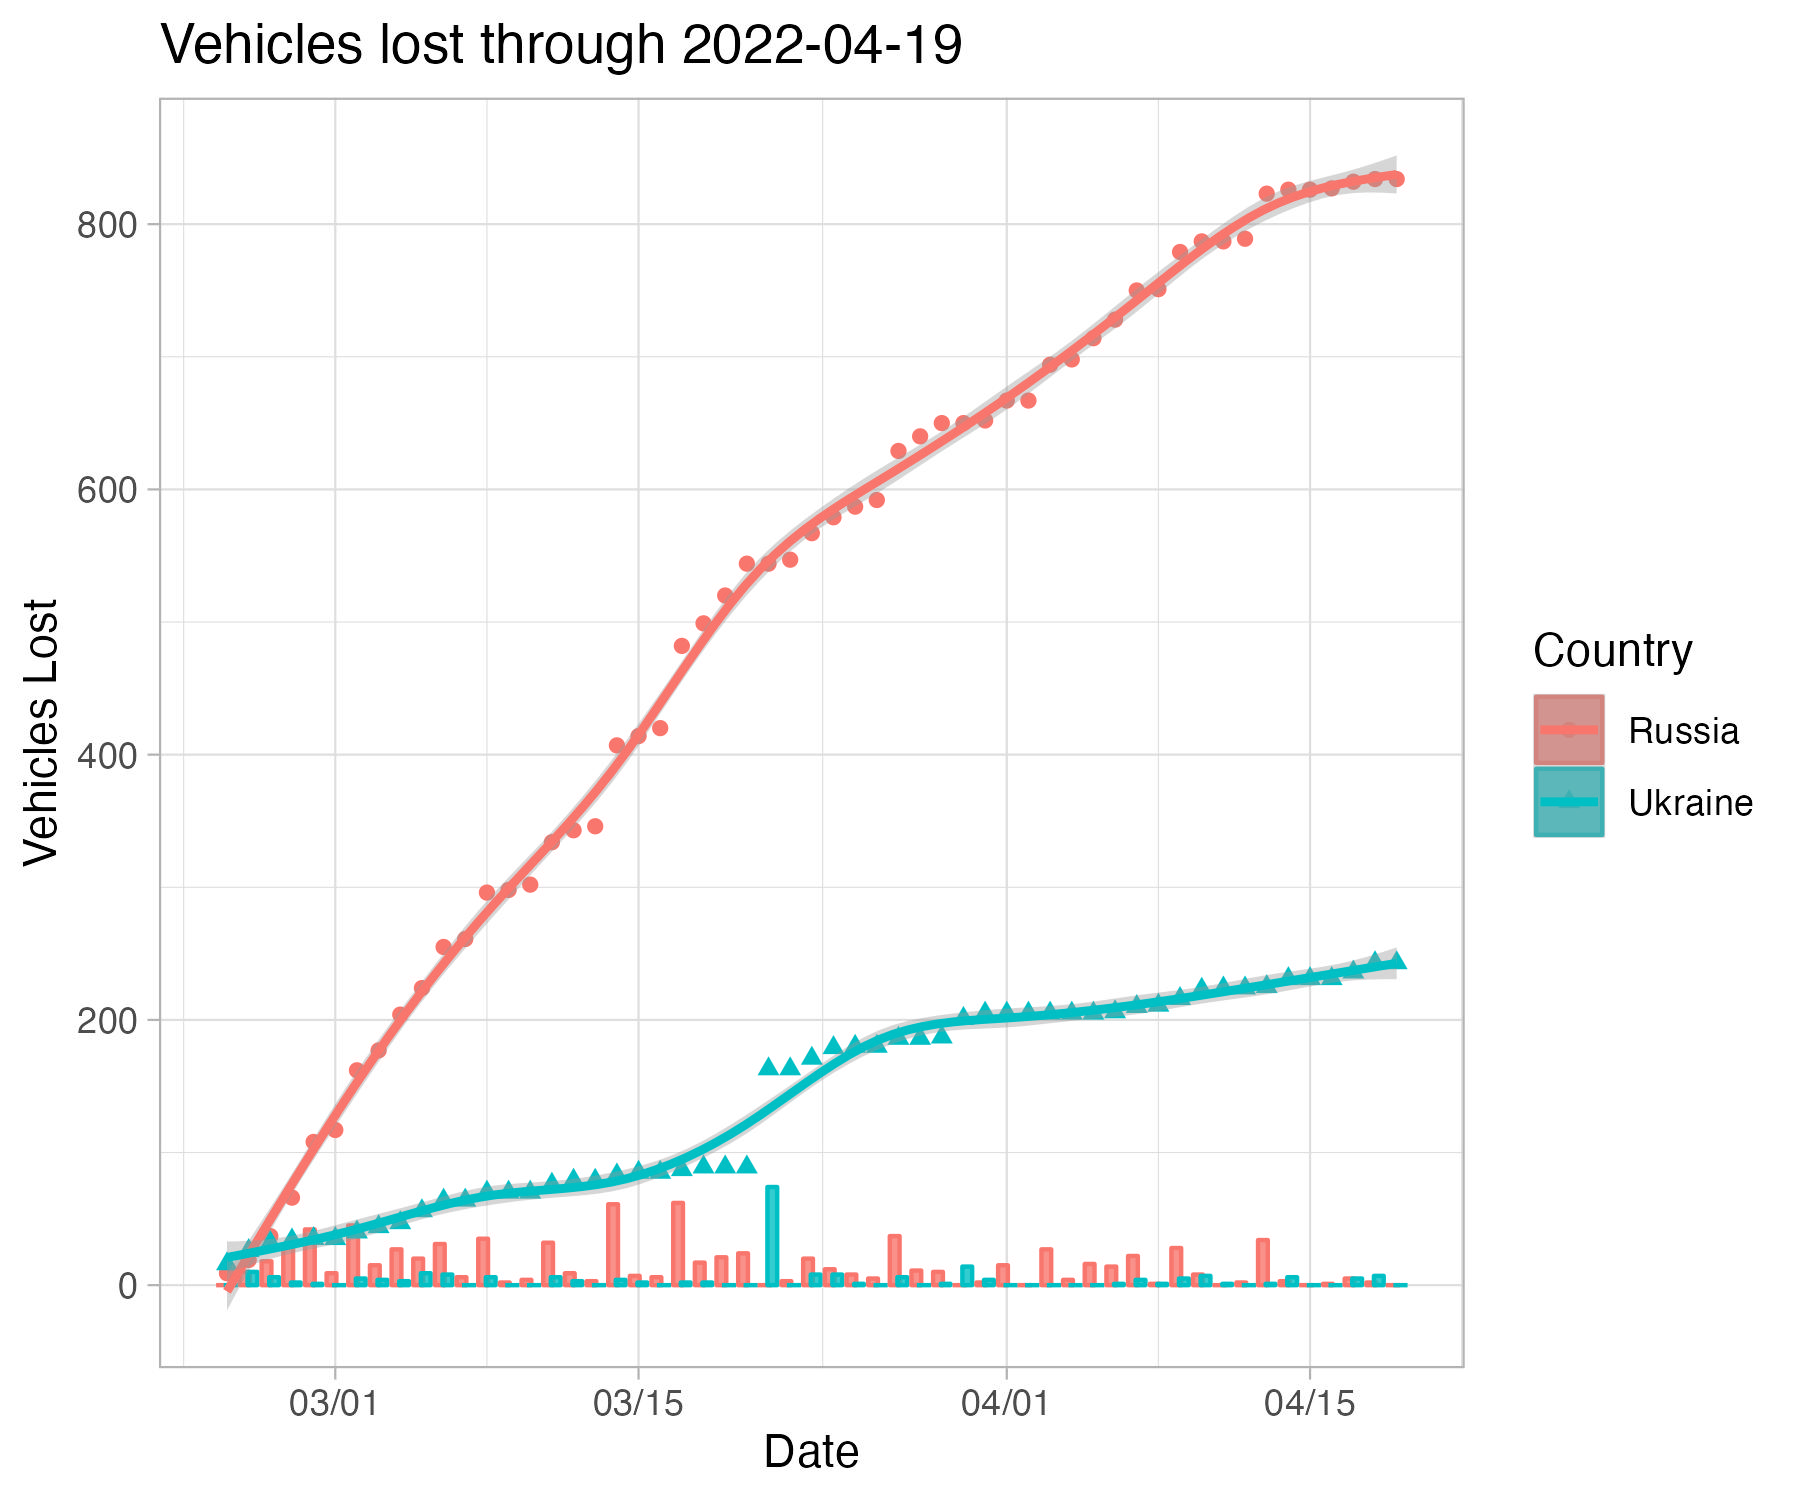 Vehicles lost through 2022-04-19
Vehicles Lost
800
600
400
200
0
03/01
03/15
04/01
04/15
Date
Country
Russia
Ukraine